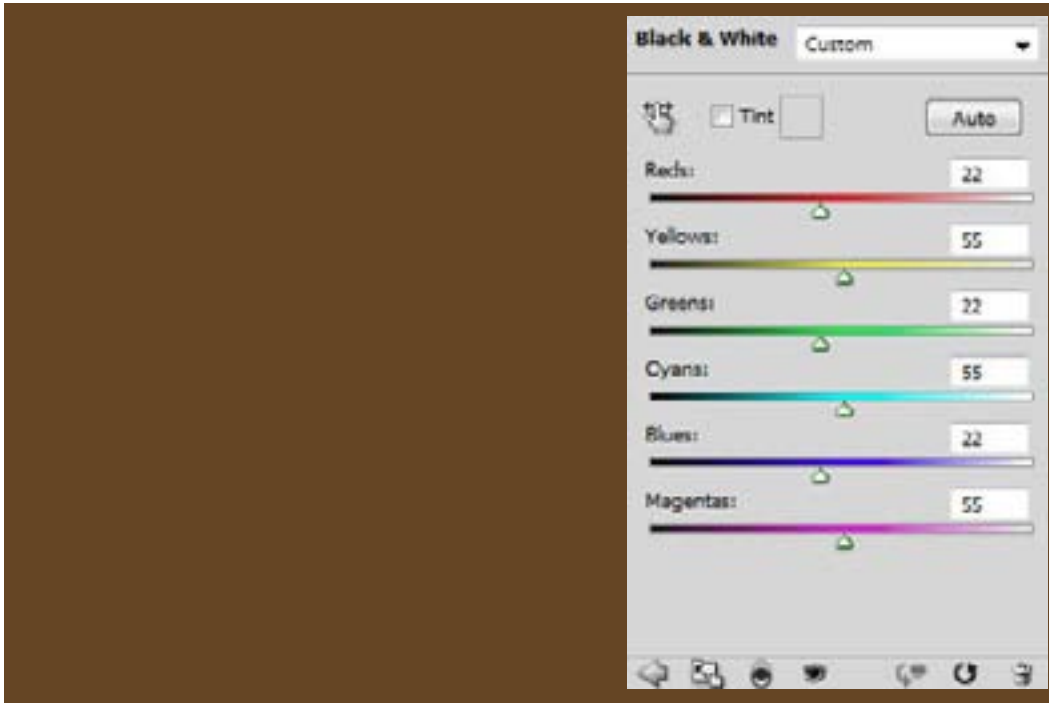 Black & White Custom
Tint Auto
Reds: 22
Yellows: 55
Greens: 22
Cyans: 55
Blues: 22
Magentas: 55